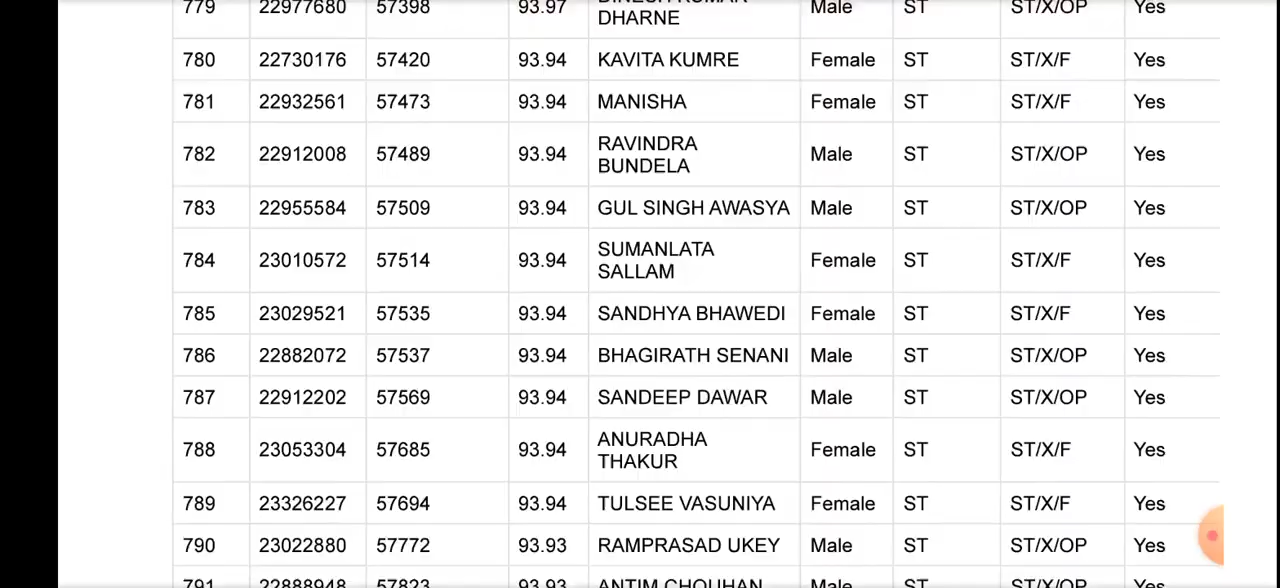 779 22977680 57398 93.97 DINESH KUMAR Male ST ST/X/OP Yes
DHARNE
780 22730176 57420 93.94 KAVITA KUMRE Female ST ST/X/F Yes
781 22932561 57473 93.94 MANISHA Female ST ST/X/F Yes
782 22912008 57489 93.94 RAVINDRA Male ST ST/X/OP Yes
BUNDELA
783 22955584 57509 93.94 GUL SINGH AWASYA Male ST ST/X/OP Yes
784 23010572 57514 93.94 SUMANLATA Female ST ST/X/F Yes
SALLAM
785 23029521 57535 93.94 SANDHYA BHAWEDI Female ST ST/X/F Yes
786 22882072 57537 93.94 BHAGIRATH SENANI Male ST ST/X/OP Yes
787 22912202 57569 93.94 SANDEEP DAWAR Male ST ST/X/OP Yes
788 23053304 57685 93.94 ANURADHA Female ST ST/X/F Yes
THAKUR
789 23326227 57694 93.94 TULSEE VASUNIYA Female ST ST/X/F Yes
790 23022880 57772 93.93 RAMPRASAD UKEY Male ST ST/X/OP Yes
791 22888948 57823 93.93 ANTIM CHOUHAN Male ST ST/X/OP Yes